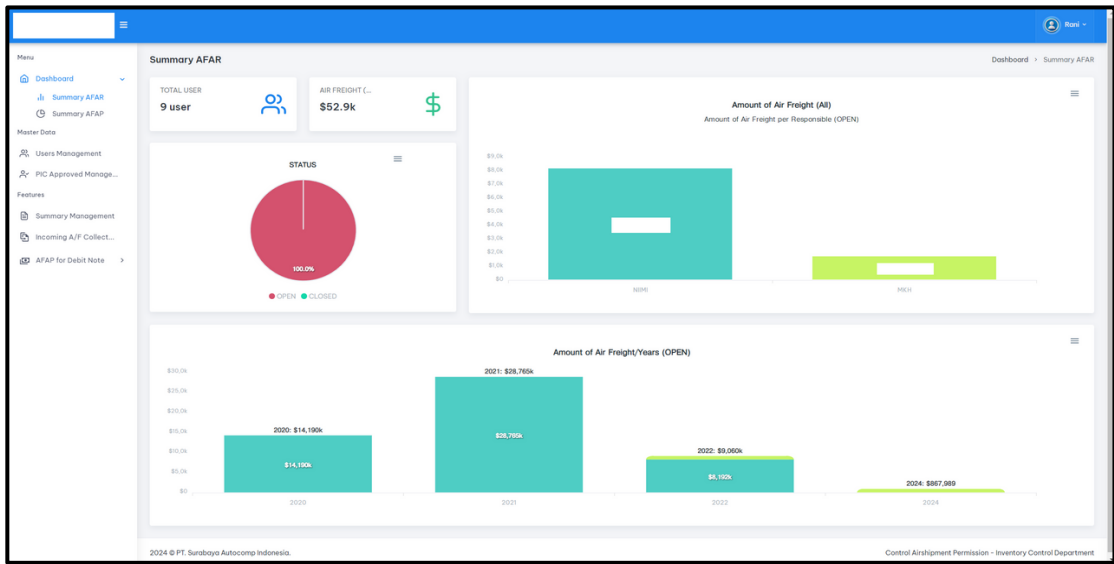 Rani
Menu
Dashboard
Summary AFAR
Summary AFAP
Master Data
Users Management
PIC Approved Manage...
Features
Summary Management
Incoming A/F Collect...
AFAP for Debit Note
Summary AFAR
Dashboard › Summary AFAR
TOTAL USER
9 user
AIR FREIGHT (...
$52.9k
STATUS
100.0%
OPEN CLOSED
Amount of Air Freight (All)
Amount of Air Freight per Responsible (OPEN)
$9,0k
$8,0k
$7,0k
$6,0k
$5,0k
$4,0k
$3,0k
$2,0k
$1,0k
$0
NRMI MKH
Amount of Air Freight/Years (OPEN)
$30,0k
$25,0k
$20,0k
$15,0k
$10,0k
$5,0k
$0
2020: $14,190k
$14,190k
2021: $28,765k
$28,765k
2022: $9,060k
$8,192k
2024: $867,989
2020 2021 2022 2024
2024 © PT. Surabaya Autocomp Indonesia.
Control Airshipment Permission - Inventory Control Department